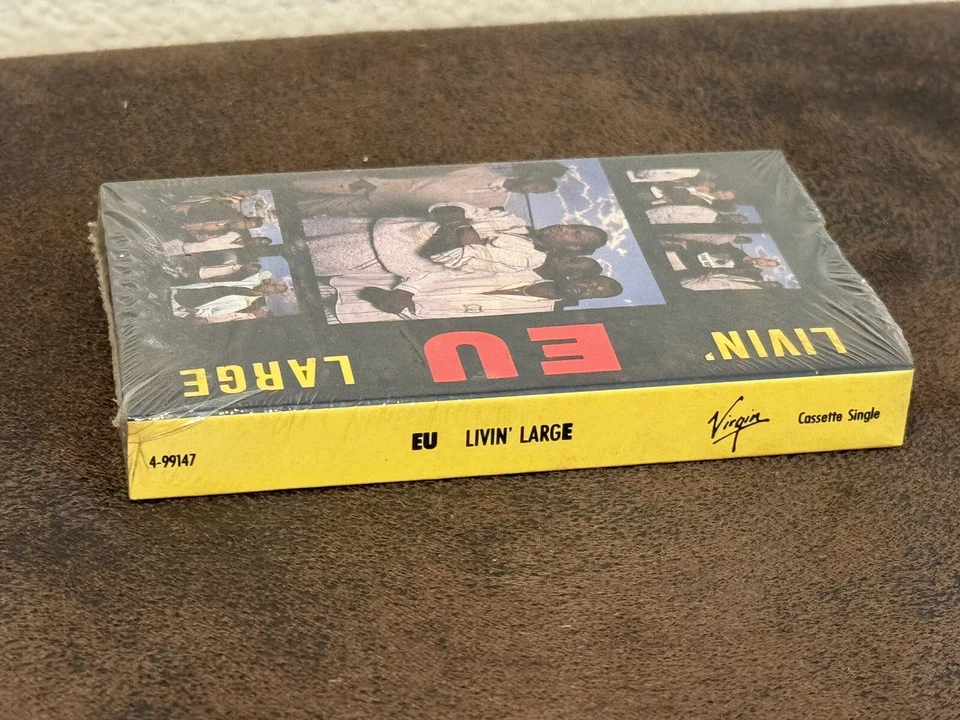 LIVIN' EU LARGE
4-99147 EU LIVIN' LARGE Virgin Cassette Single